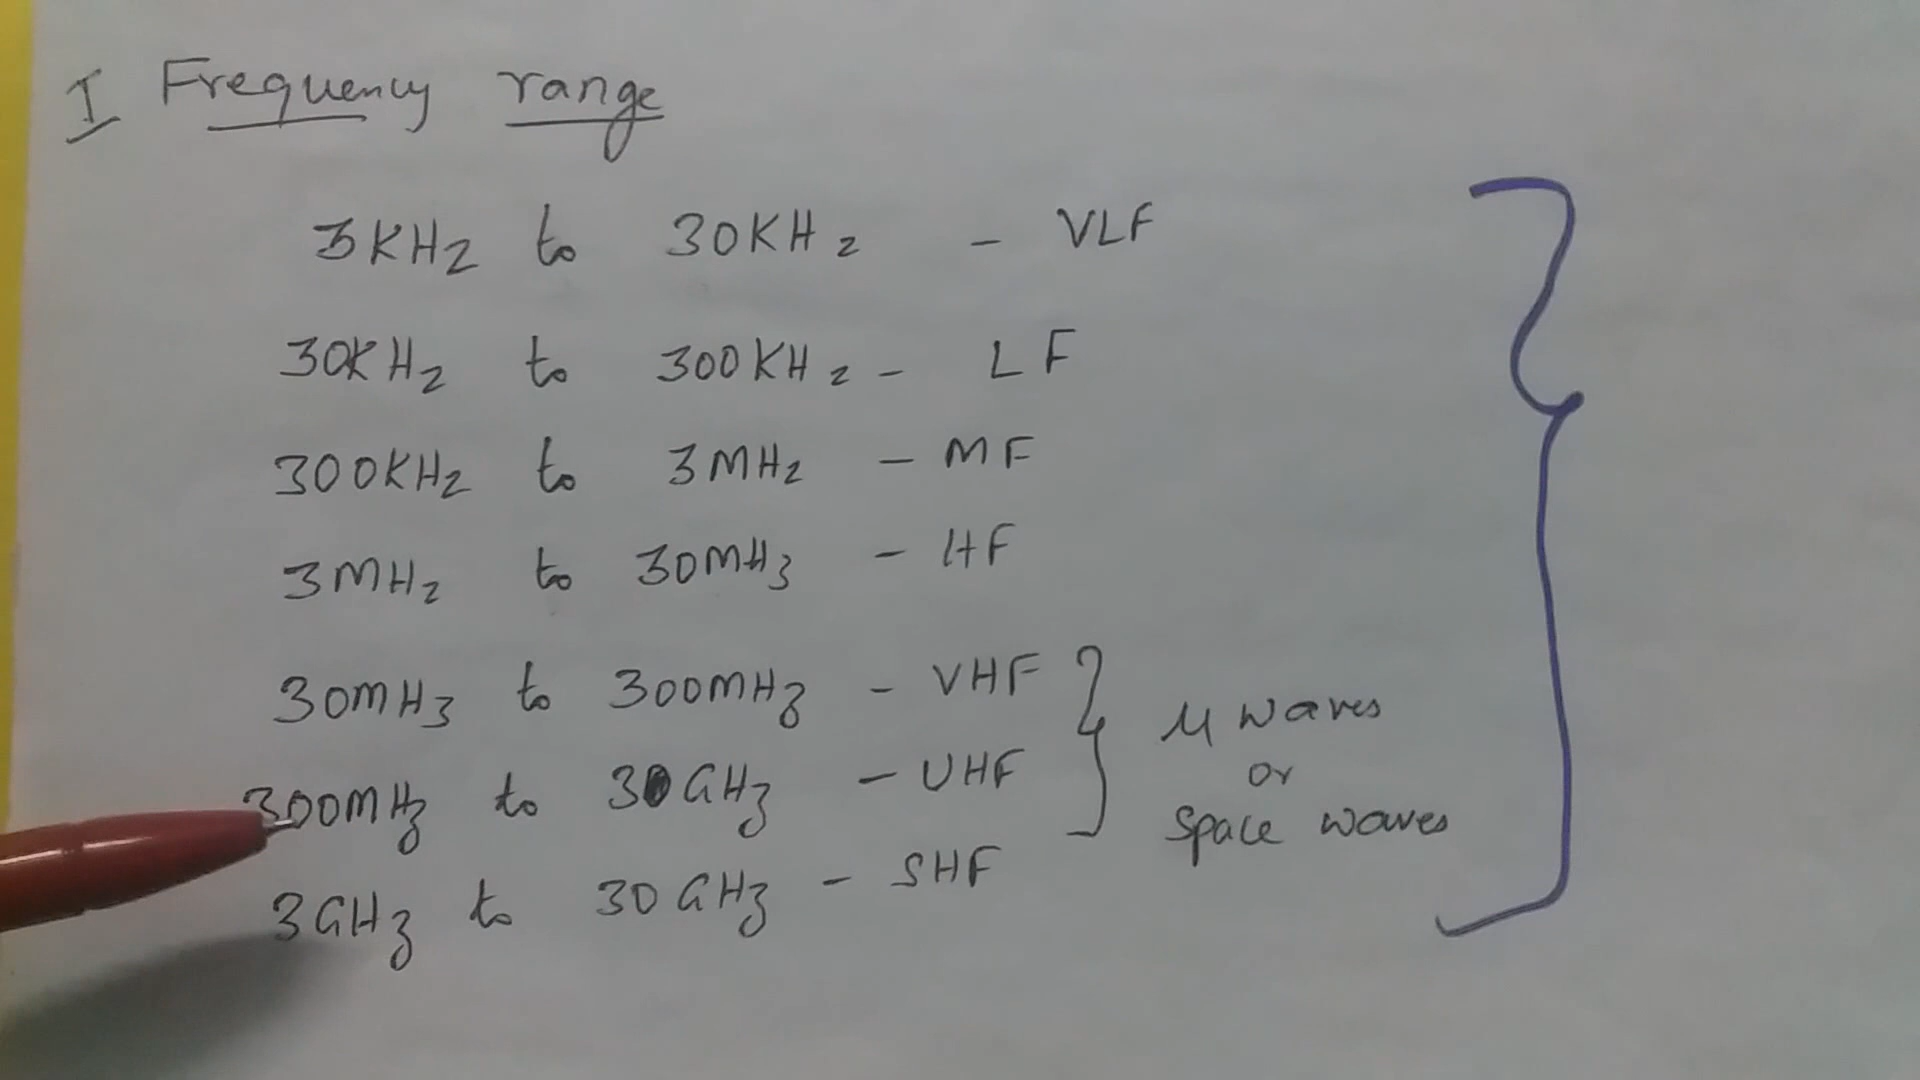 I Frequency range
3KHz to 30KHz - VLF
30KHz to 300KHz - LF
300KHz to 3MHz - MF
3MHz to 30MHz - HF
30MHz to 300MHz - VHF
300MHz to 3GHz - UHF
3GHz to 30GHz - SHF
μ waves
or
Space waves